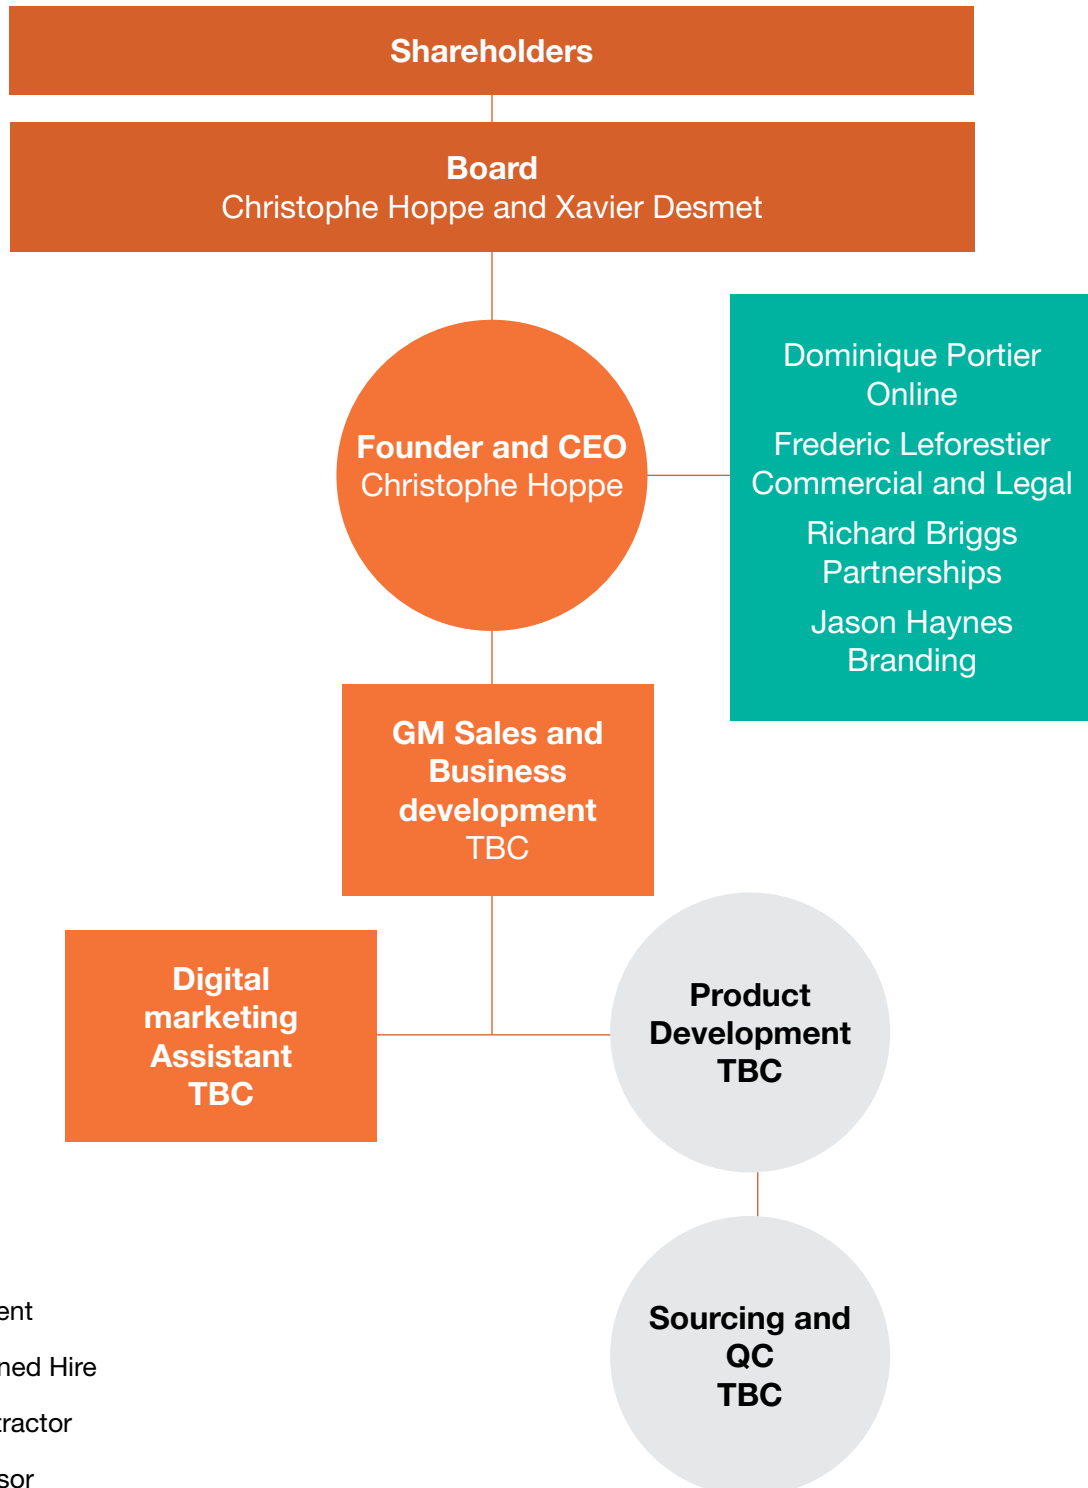 Shareholders
Board
Christophe Hoppe and Xavier Desmet
Founder and CEO
Christophe Hoppe
Dominique Portier
Online
Frederic Leforestier
Commercial and Legal
Richard Briggs
Partnerships
Jason Haynes
Branding
GM Sales and
Business
development
TBC
Digital
marketing
Assistant
TBC
Product
Development
TBC
Sourcing and
QC
TBC
ent
ned Hire
tractor
sor